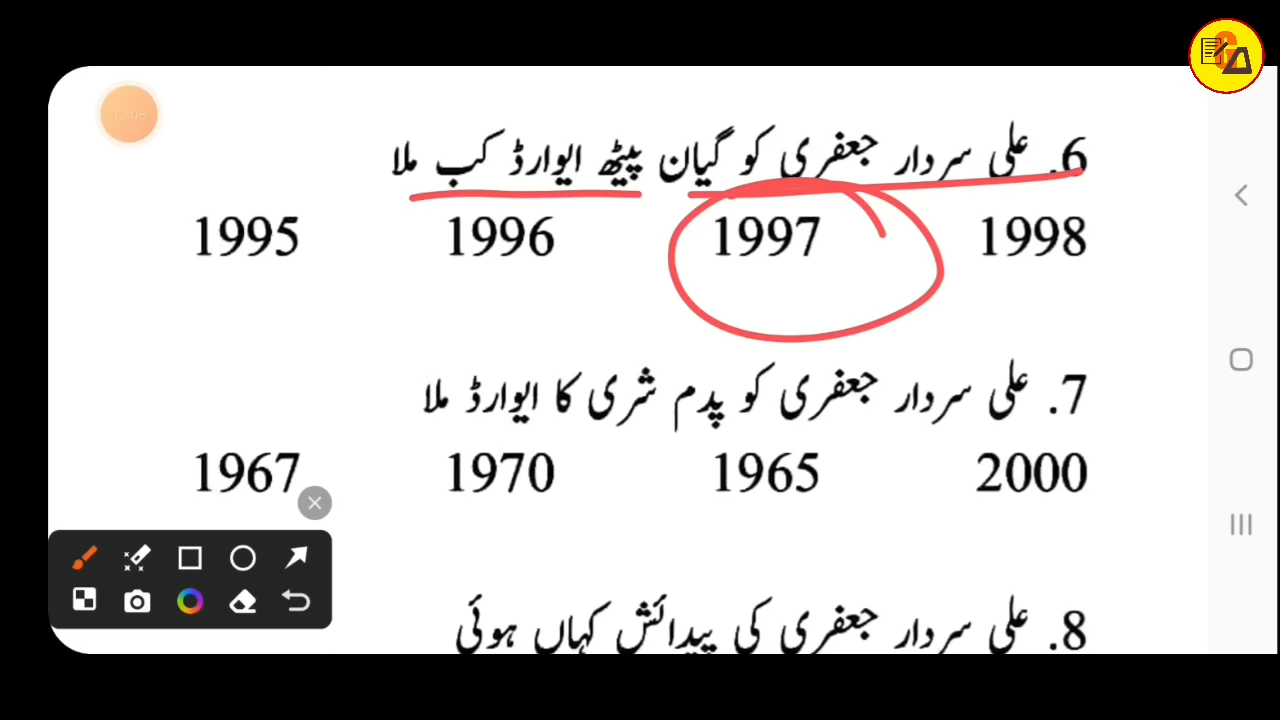 6. علی سردار جعفری کو گیان پیٹھ ایوارڈ کب ملا
1998 1997 1996 1995
7. علی سردار جعفری کو پدم شری کا ایوارڈ ملا
2000 1965 1970 1967
8. علی سردار جعفری کی پیدائش کہاں ہوئی